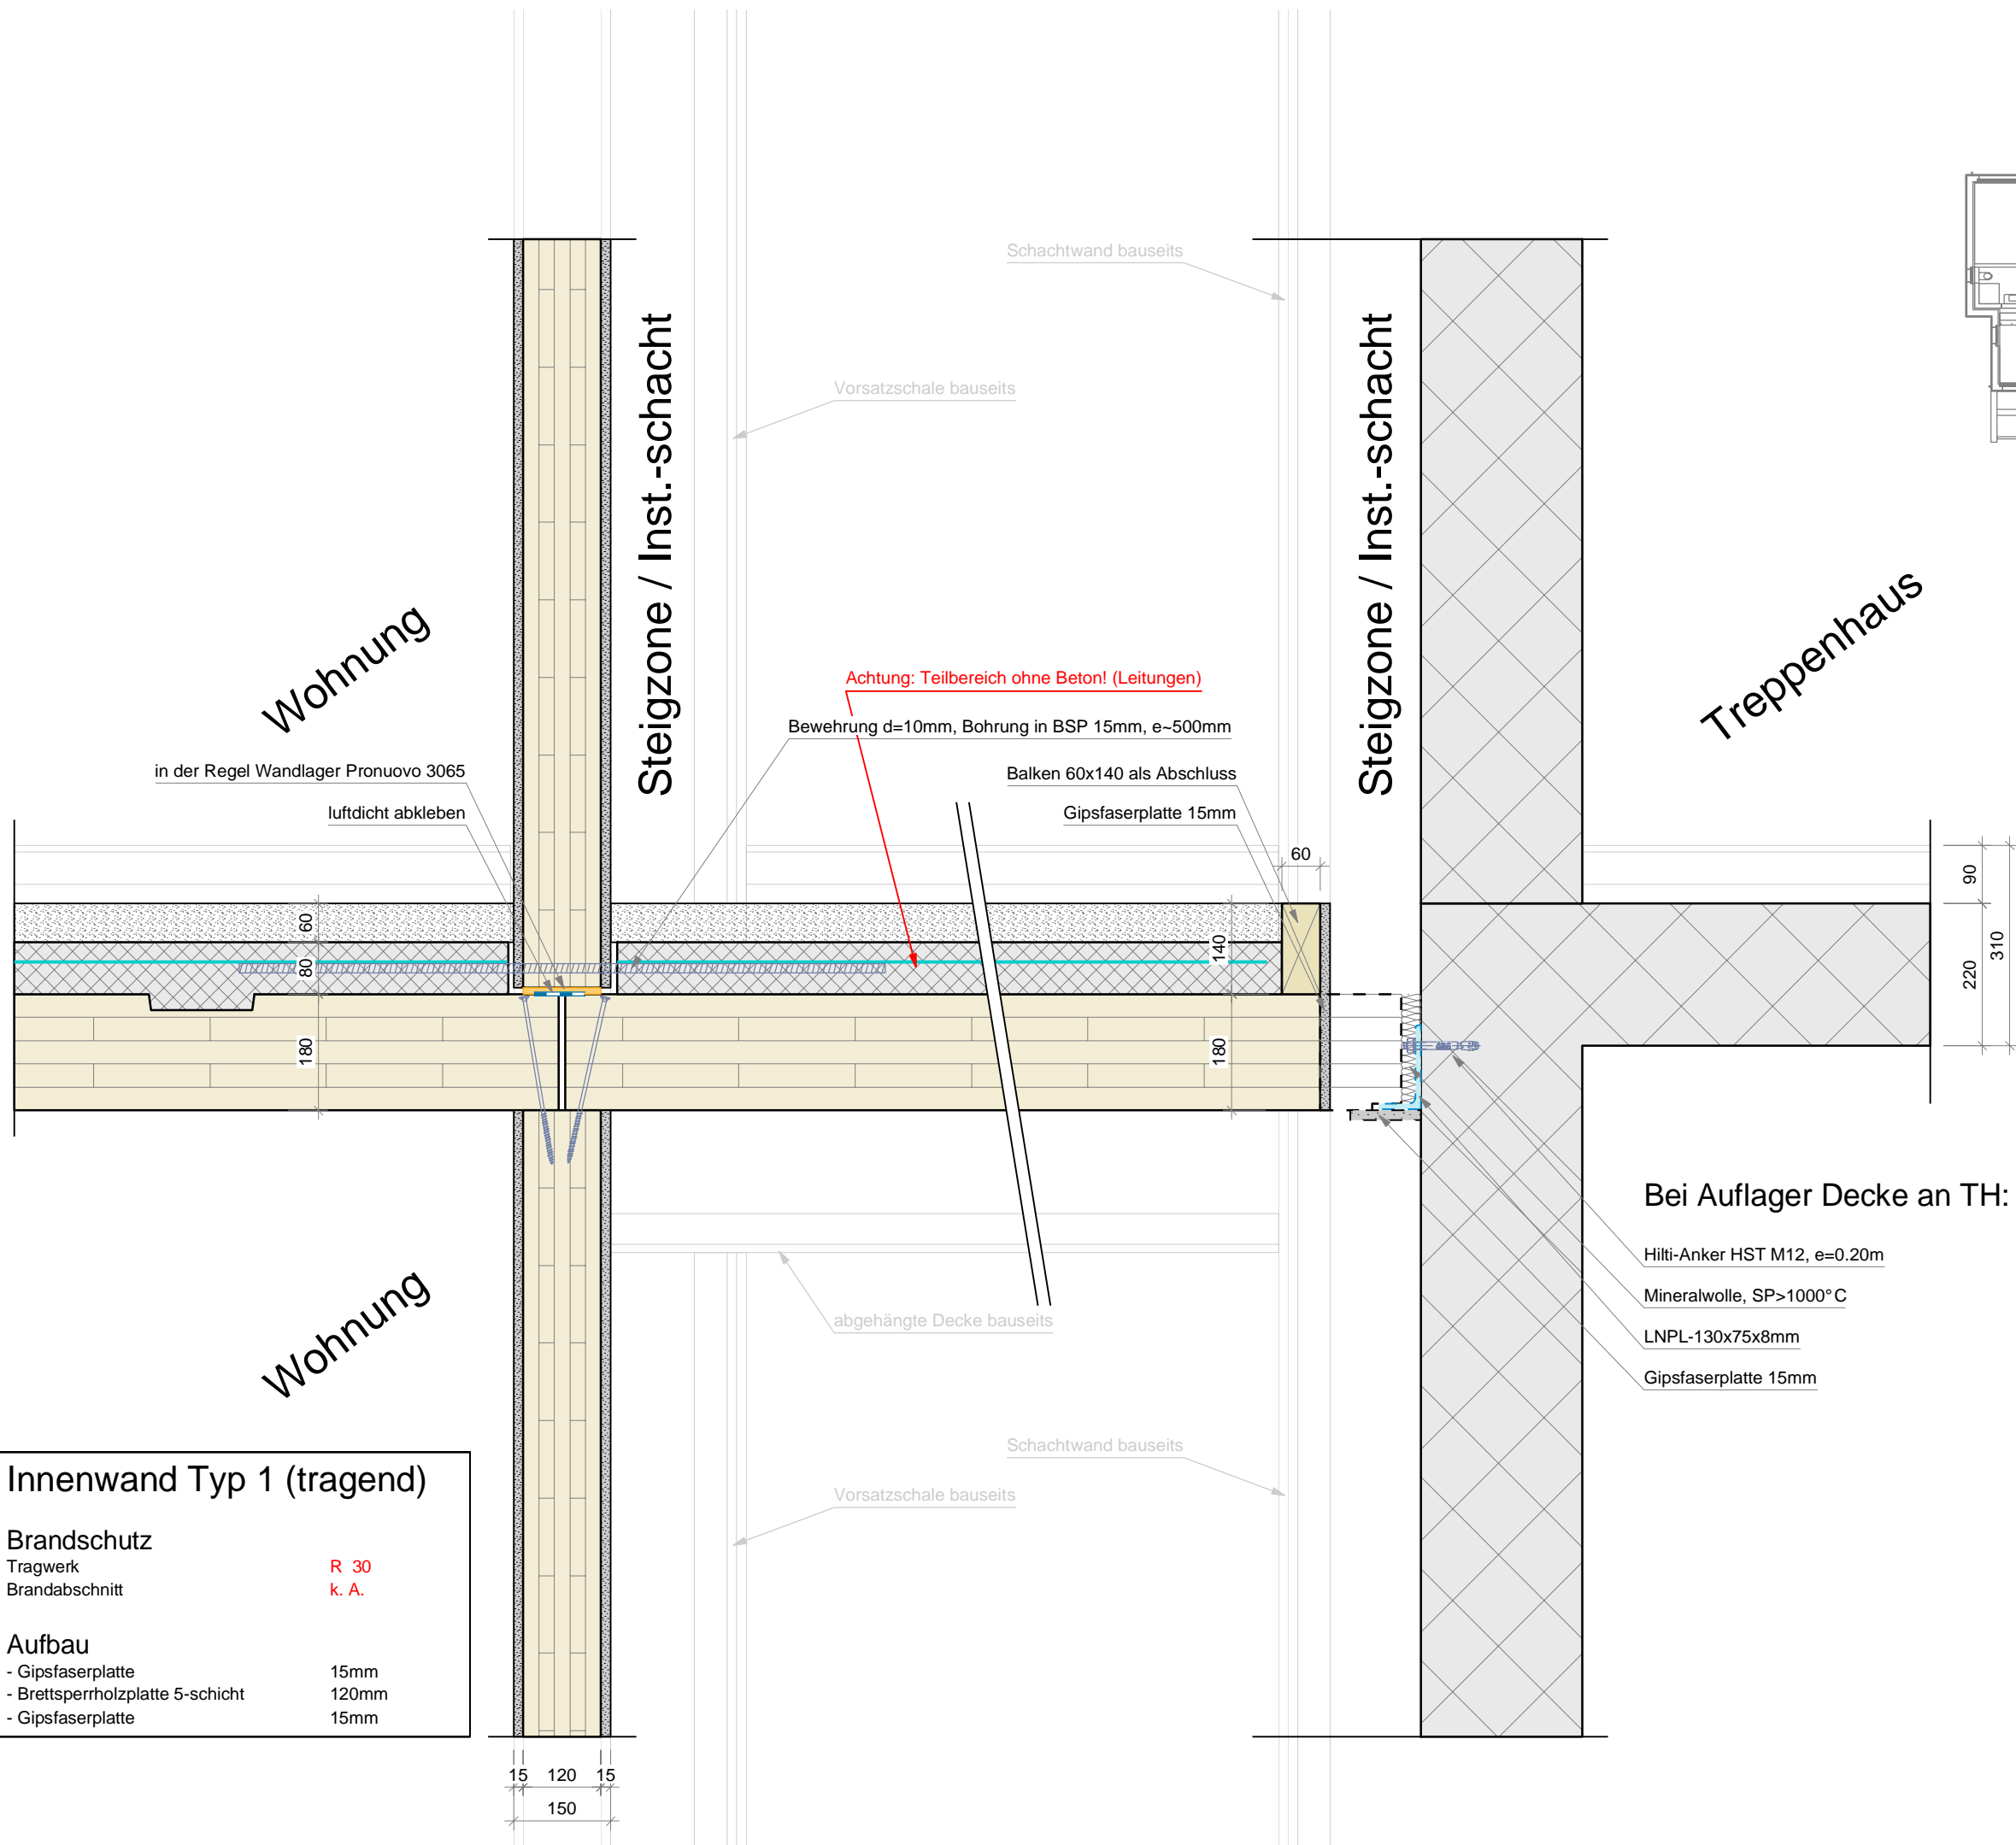 Schachtwand bauseits
Vorsatzschale bauseits
Steigzone / Inst.-schacht
Steigzone / Inst.-schacht
Wohnung
Treppenhaus
Achtung: Teilbereich ohne Beton! (Leitungen)
Bewehrung d=10mm, Bohrung in BSP 15mm, e~500mm
in der Regel Wandlager Pronuovo 3065
Balken 60x140 als Abschluss
luftdicht abkleben
Gipsfaserplatte 15mm
60
90
60
140
310
80
220
180
180
Bei Auflager Decke an TH:
Hilti-Anker HST M12, e=0.20m
Mineralwolle, SP>1000°C
LNPL-130x75x8mm
Gipsfaserplatte 15mm
abgehängte Decke bauseits
Wohnung
Schachtwand bauseits
Vorsatzschale bauseits
Innenwand Typ 1 (tragend)
Brandschutz
Tragwerk R 30
Brandabschnitt k. A.
Aufbau
- Gipsfaserplatte 15mm
- Brettsperrholzplatte 5-schicht 120mm
- Gipsfaserplatte 15mm
15 120 15
150